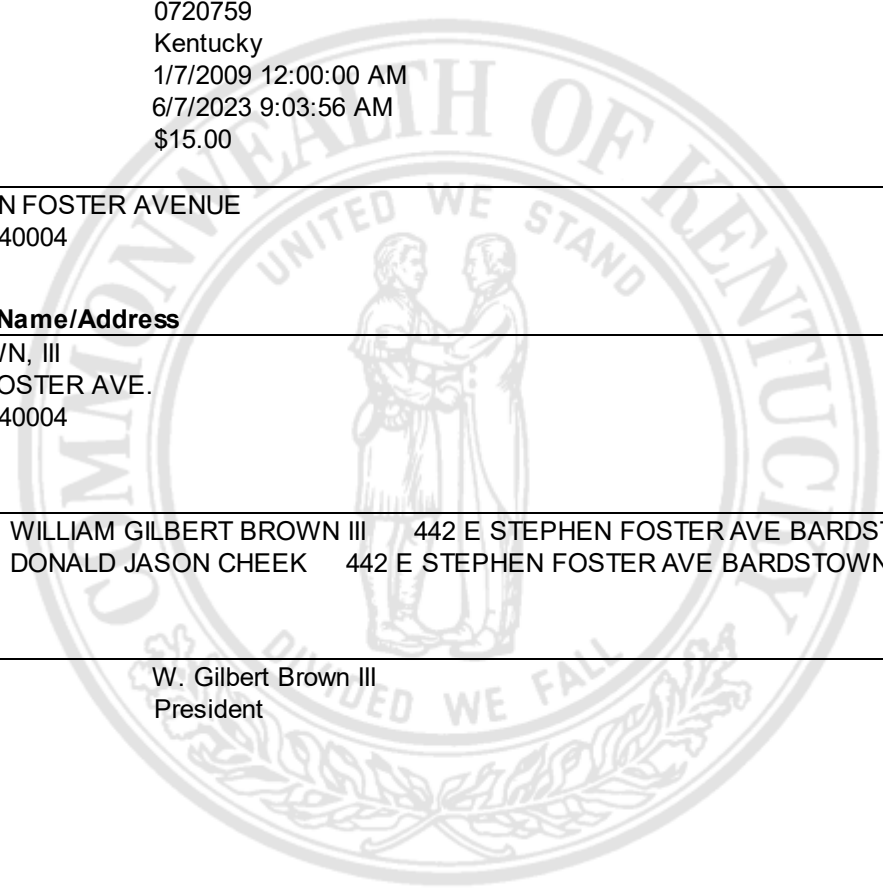 0720759
Kentucky
1/7/2009 12:00:00 AM
6/7/2023 9:03:56 AM
$15.00
N FOSTER AVENUE
40004
Name/Address
WN, III
OSTER AVE.
40004
WILLIAM GILBERT BROWN III 442 E STEPHEN FOSTER AVE BARDST
DONALD JASON CHEEK 442 E STEPHEN FOSTER AVE BARDSTOWN
W. Gilbert Brown III
President
COMMONWEALTH OF KENTUCKY
UNITED WE STAND
DIVIDED WE FALL